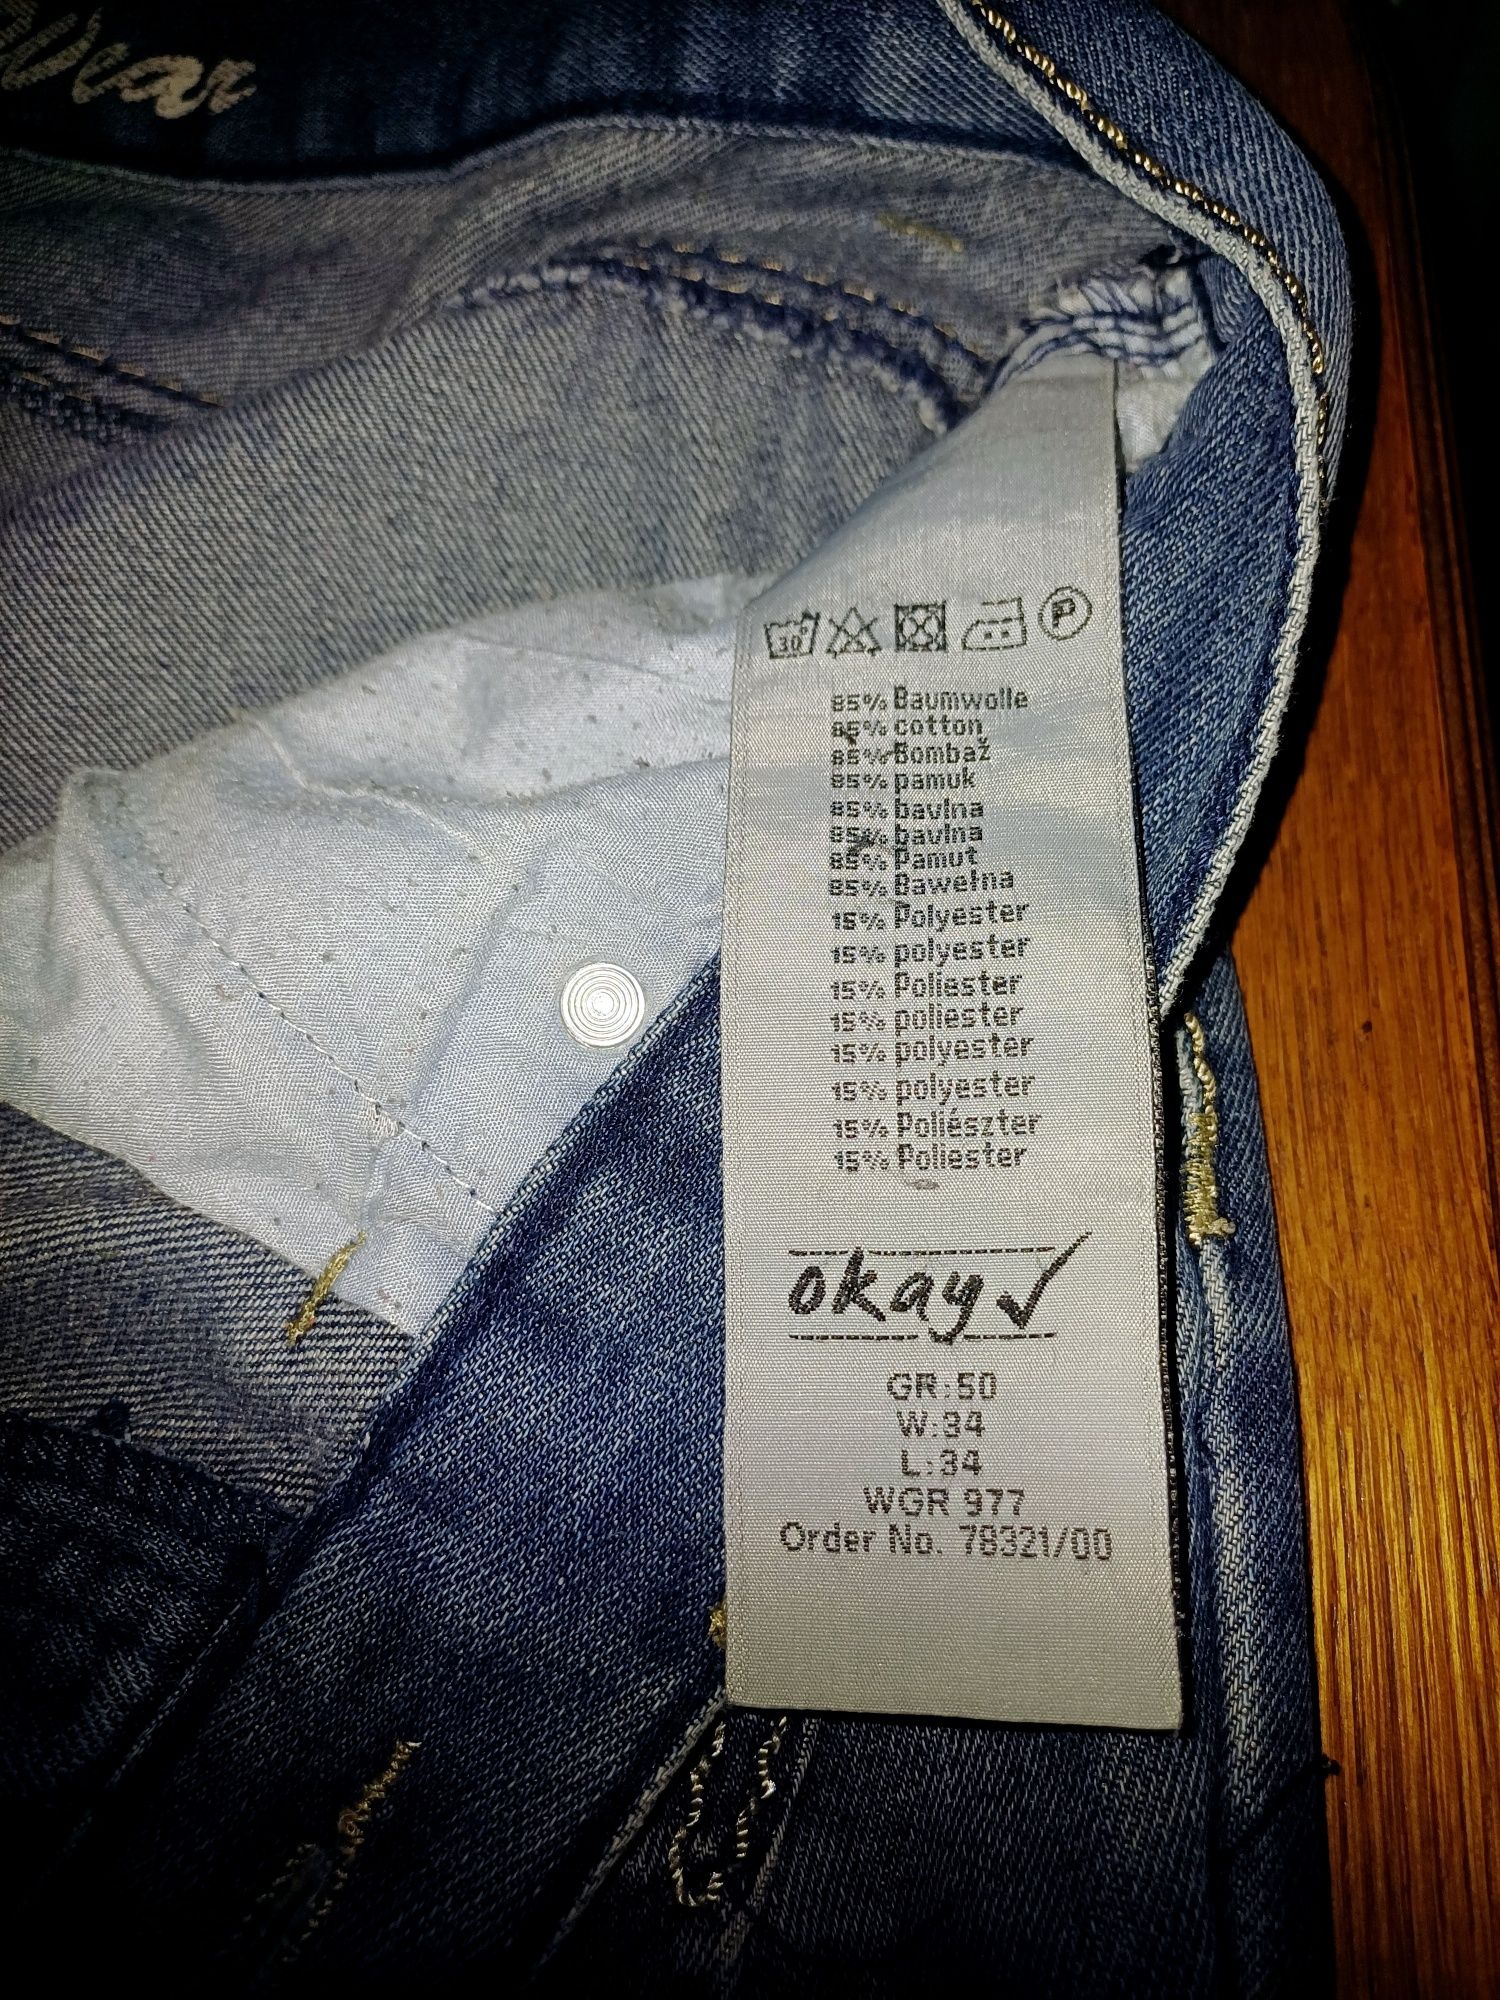 30°
P
85% Baumwolle
85% cotton
85% Bombaž
85% pamuk
85% bavlna
85% bavlna
85% Pamut
85% Bawełna
15% Polyester
15% polyester
15% Poliester
15% poliester
15% polyester
15% polyester
15% Poliészter
15% Poliester
okay
GR:50
W:34
L:34
WGR 977
Order No. 78321/00